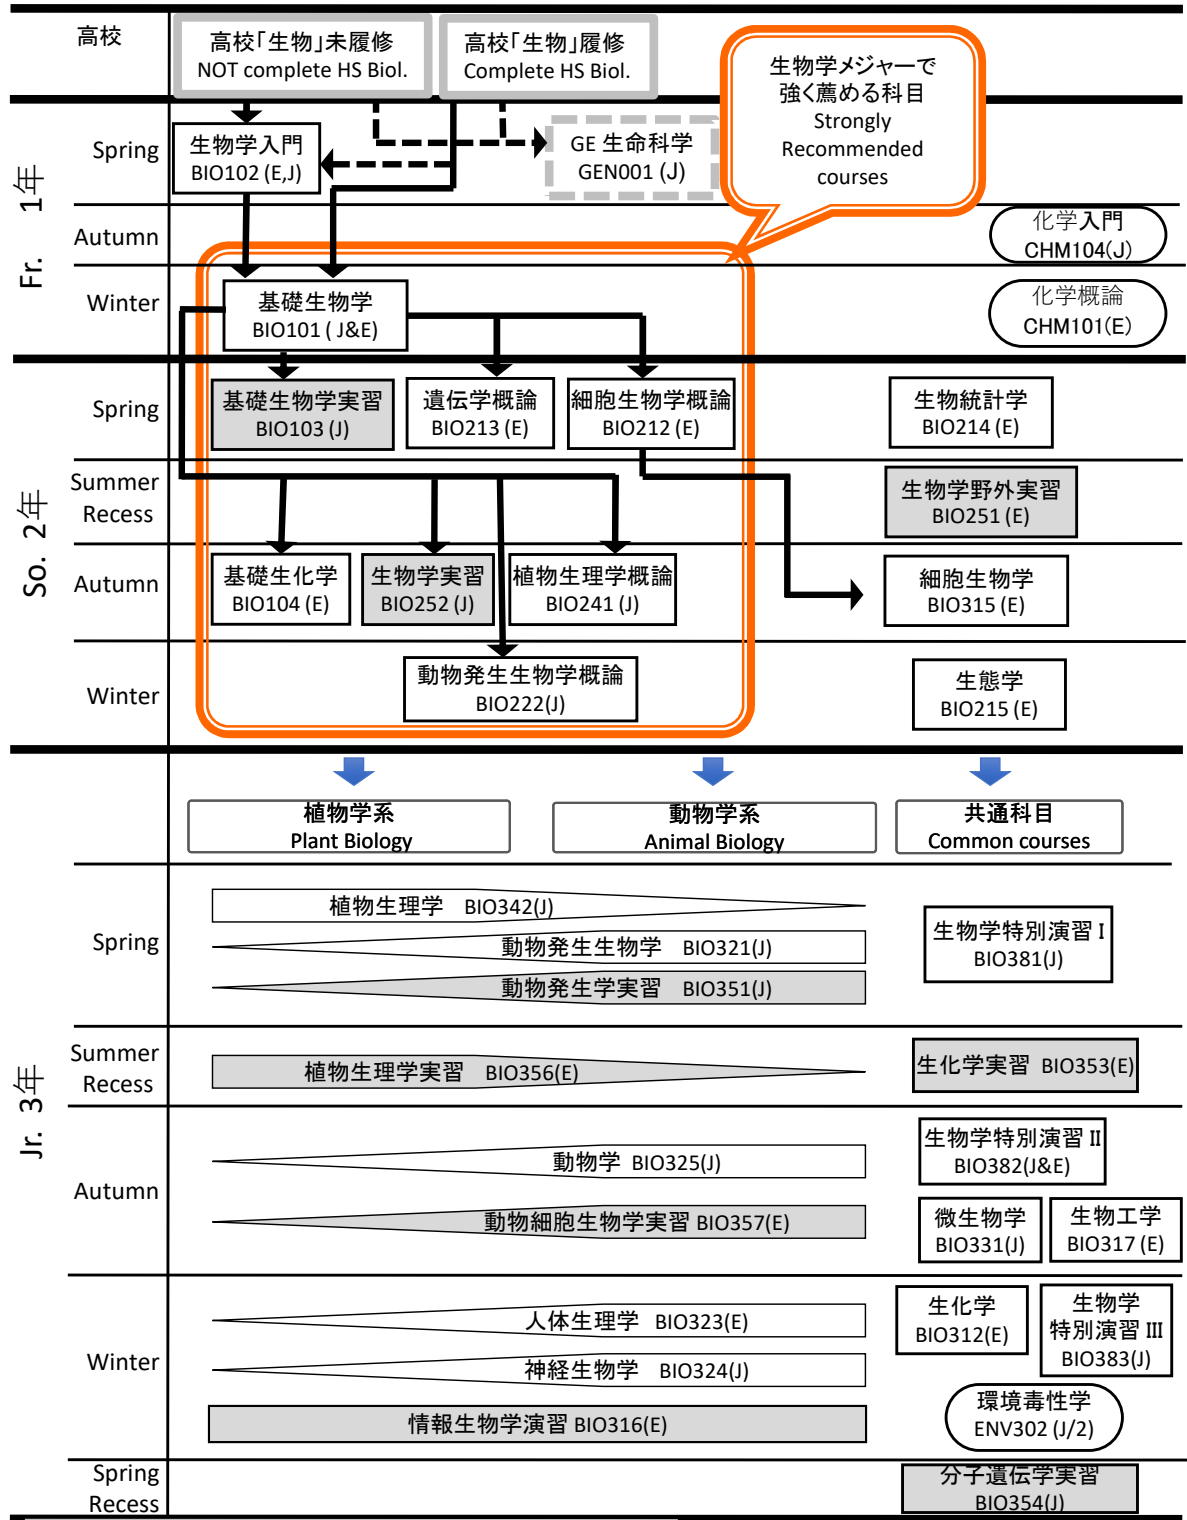 高校
高校「生物」未履修
NOT complete HS Biol.
高校「生物」履修
Complete HS Biol.
生物学メジャーで
強く薦める科目
Strongly
Recommended
courses
Fr. 1年
Spring
生物学入門
BIO102 (E,J)
GE 生命科学
GEN001 (J)
Autumn
化学入門
CHM104(J)
Winter
基礎生物学
BIO101 ( J&E)
化学概論
CHM101(E)
So. 2年
Spring
基礎生物学実習
BIO103 (J)
遺伝学概論
BIO213 (E)
細胞生物学概論
BIO212 (E)
生物統計学
BIO214 (E)
Summer
Recess
生物学野外実習
BIO251 (E)
Autumn
基礎生化学
BIO104 (E)
生物学実習
BIO252 (J)
植物生理学概論
BIO241 (J)
細胞生物学
BIO315 (E)
Winter
動物発生生物学概論
BIO222(J)
生態学
BIO215 (E)
植物学系
Plant Biology
動物学系
Animal Biology
共通科目
Common courses
Jr. 3年
Spring
植物生理学 BIO342(J)
動物発生生物学 BIO321(J)
動物発生学実習 BIO351(J)
生物学特別演習 I
BIO381(J)
Summer
Recess
植物生理学実習 BIO356(E)
生化学実習 BIO353(E)
Autumn
動物学 BIO325(J)
動物細胞生物学実習 BIO357(E)
生物学特別演習 II
BIO382(J&E)
微生物学
BIO331(J)
生物工学
BIO317 (E)
Winter
人体生理学 BIO323(E)
神経生物学 BIO324(J)
情報生物学演習 BIO316(E)
生化学
BIO312(E)
生物学
特別演習 III
BIO383(J)
環境毒性学
ENV302 (J/2)
Spring
Recess
分子遺伝学実習
BIO354(J)